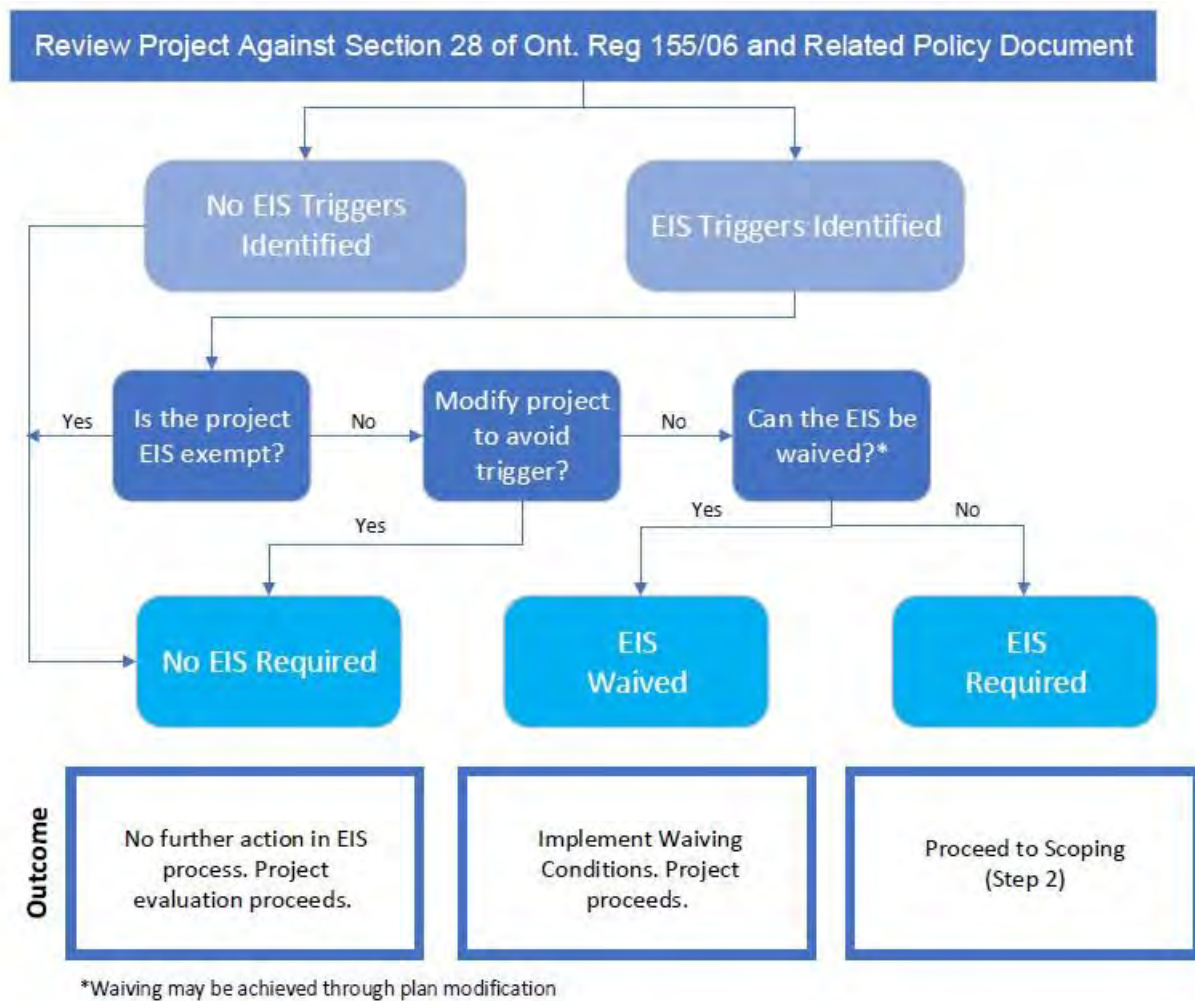 Review Project Against Section 28 of Ont. Reg 155/06 and Related Policy Document
No EIS Triggers
Identified
EIS Triggers Identified
Yes
Is the project
EIS exempt?
No
Modify project
to avoid
trigger?
No
Can the EIS be
waived?*
Yes
Yes
No
No EIS Required
EIS
Waived
EIS
Required
Outcome
No further action in EIS
process. Project
evaluation proceeds.
Implement Waiving
Conditions. Project
proceeds.
Proceed to Scoping
(Step 2)
*Waiving may be achieved through plan modification